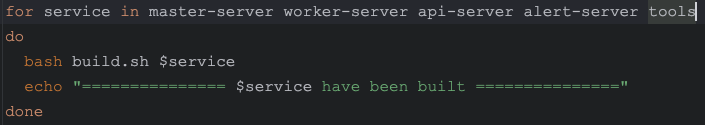 for service in master-server worker-server api-server alert-server tools
do
  bash build.sh $service
  echo "=============== $service have been built ==============="
done